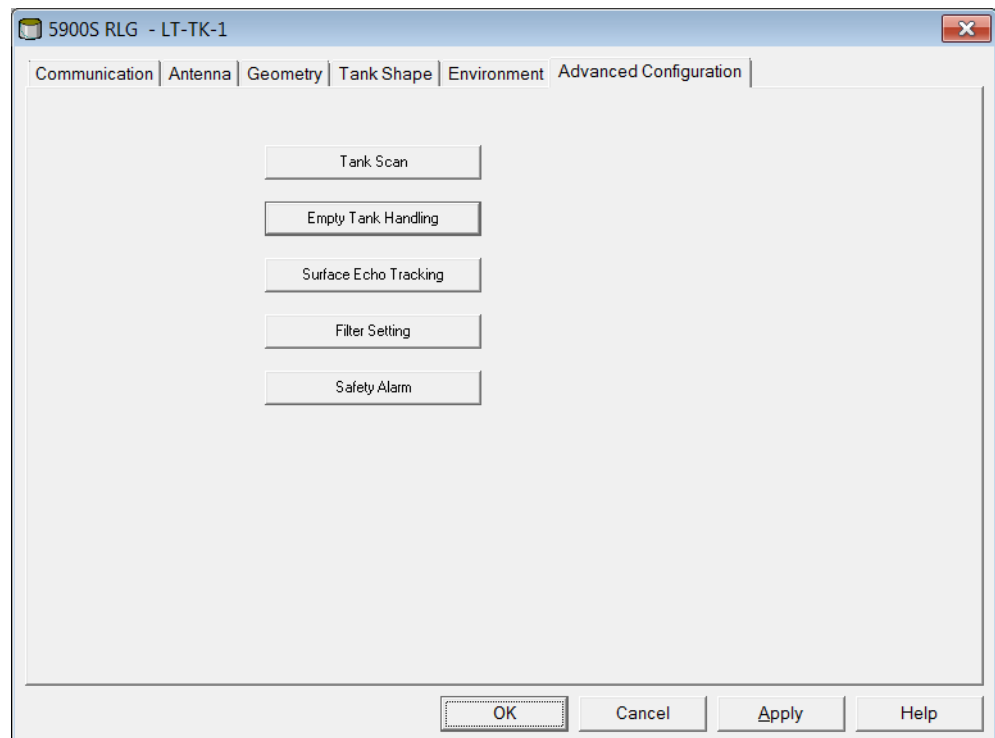 5900S RLG - LT-TK-1
Communication Antenna Geometry Tank Shape Environment Advanced Configuration
Tank Scan
Empty Tank Handling
Surface Echo Tracking
Filter Setting
Safety Alarm
OK Cancel Apply Help